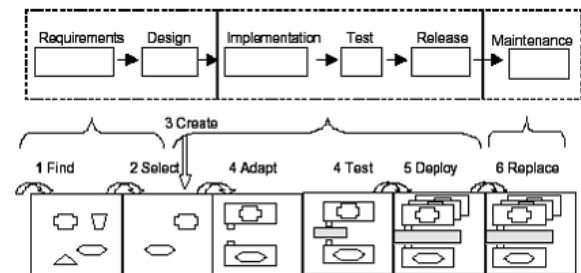 Requirements Design Implementation Test Release Maintenance
3 Create
1 Find 2 Select 4 Adapt 4 Test 5 Deploy 6 Replace